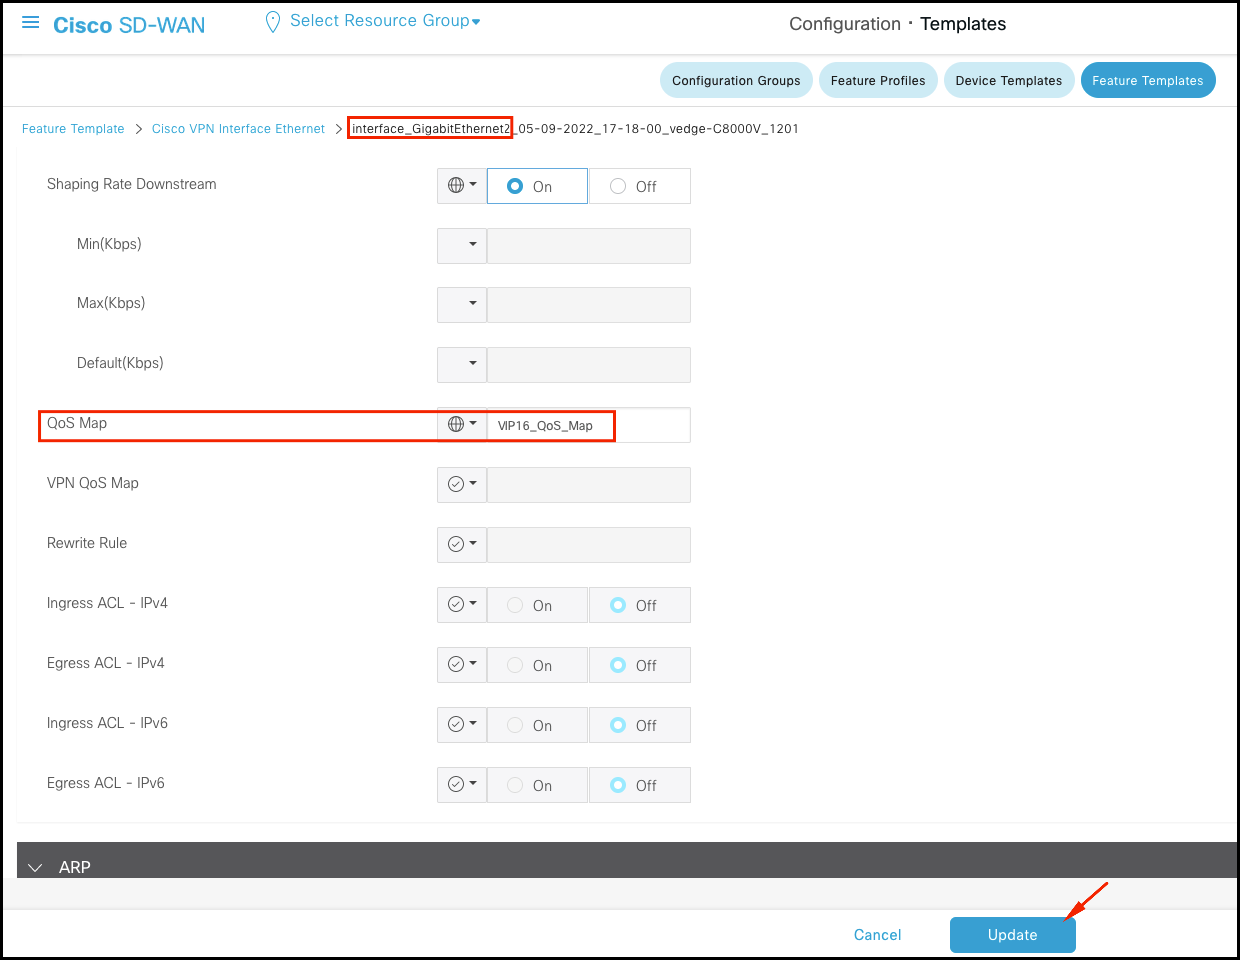 Cisco SD-WAN
Select Resource Group
Configuration · Templates
Configuration Groups
Feature Profiles
Device Templates
Feature Templates
Feature Template > Cisco VPN Interface Ethernet > interface_GigabitEthernet2_05-09-2022_17-18-00_vedge-C8000V_1201
Shaping Rate Downstream
On
Off
Min(Kbps)
Max(Kbps)
Default(Kbps)
QoS Map
VIP16_QoS_Map
VPN QoS Map
Rewrite Rule
Ingress ACL - IPv4
On
Off
Egress ACL - IPv4
On
Off
Ingress ACL - IPv6
On
Off
Egress ACL - IPv6
On
Off
ARP
Cancel
Update